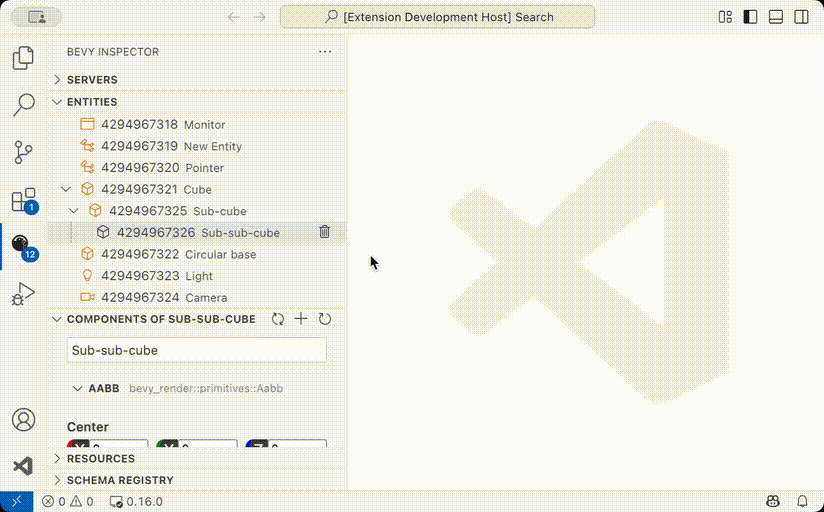 [Extension Development Host] Search
BEVY INSPECTOR
SERVERS
ENTITIES
4294967318 Monitor
4294967319 New Entity
4294967320 Pointer
4294967321 Cube
4294967325 Sub-cube
4294967326 Sub-sub-cube
4294967322 Circular base
4294967323 Light
4294967324 Camera
1
12
COMPONENTS OF SUB-SUB-CUBE
Sub-sub-cube
AABB bevy_render::primitives::Aabb
Center
RESOURCES
SCHEMA REGISTRY
0 0 0.16.0